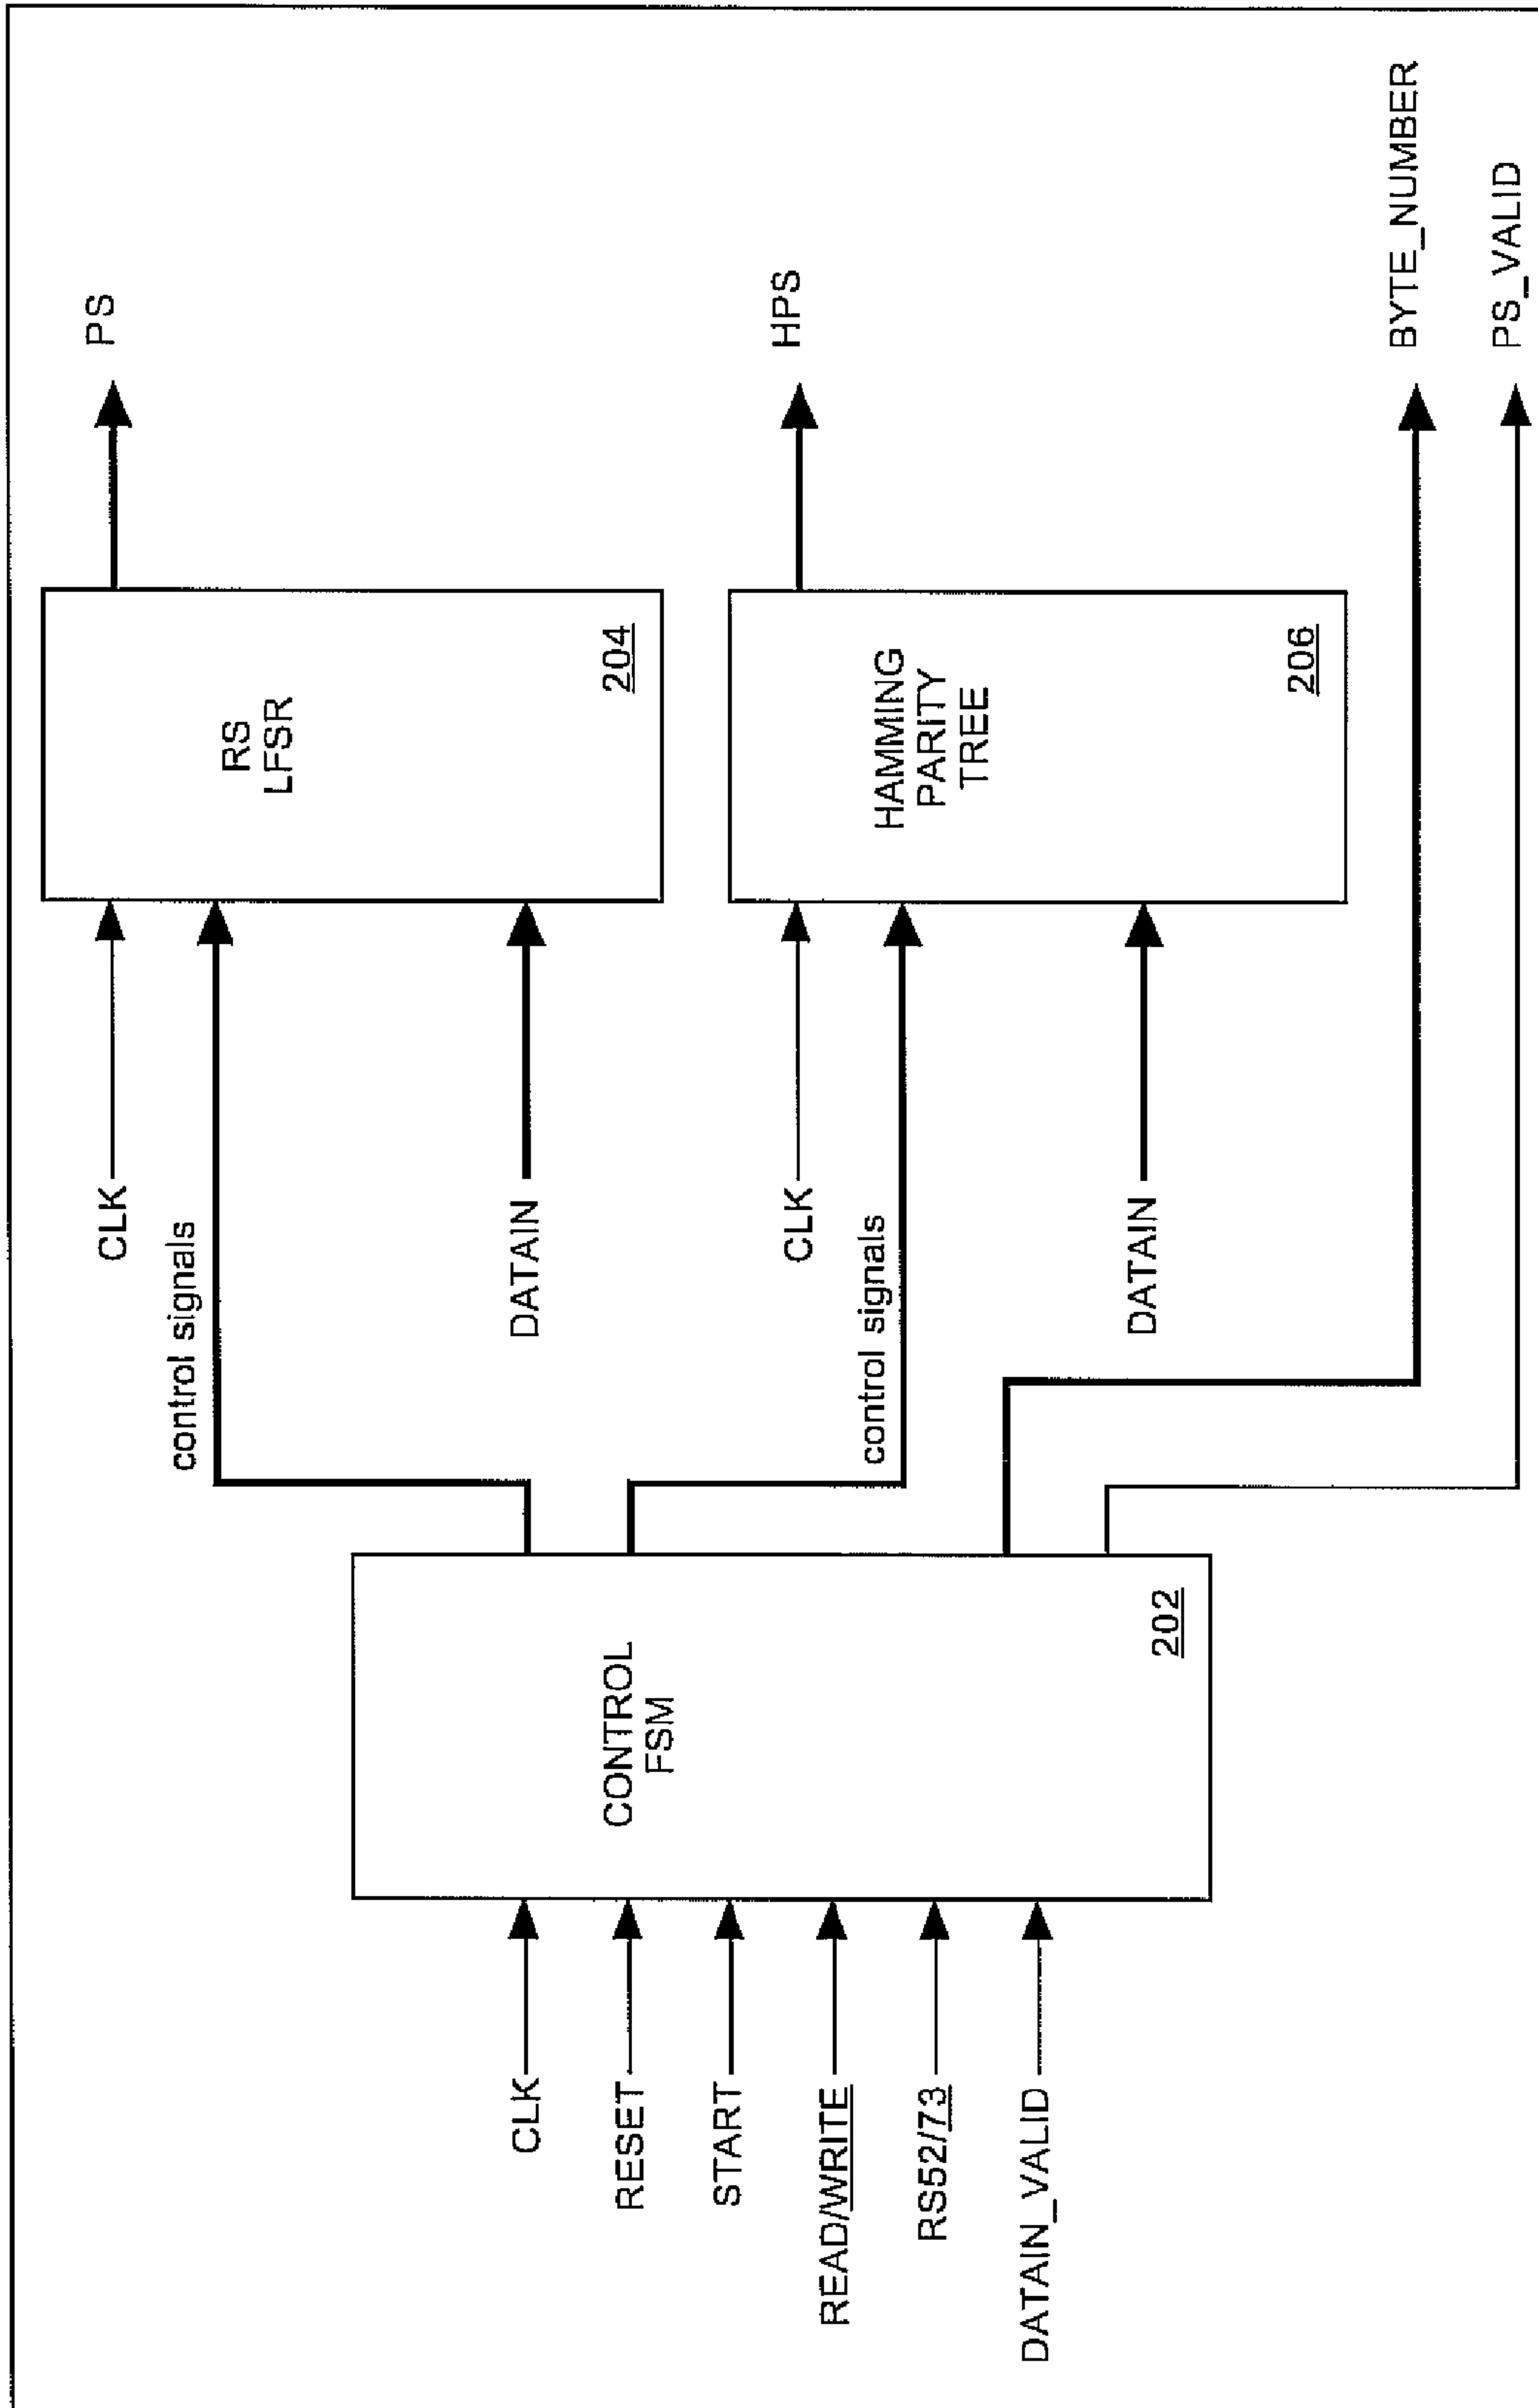 CLK
RESET
START
READ/WRITE
RS52/73
DATAIN_VALID
CONTROL
FSM
202
control signals
control signals
CLK
DATAIN
RS
LFSR
204
PS
CLK
DATAIN
HAMMING
PARITY
TREE
206
HPS
BYTE_NUMBER
PS_VALID